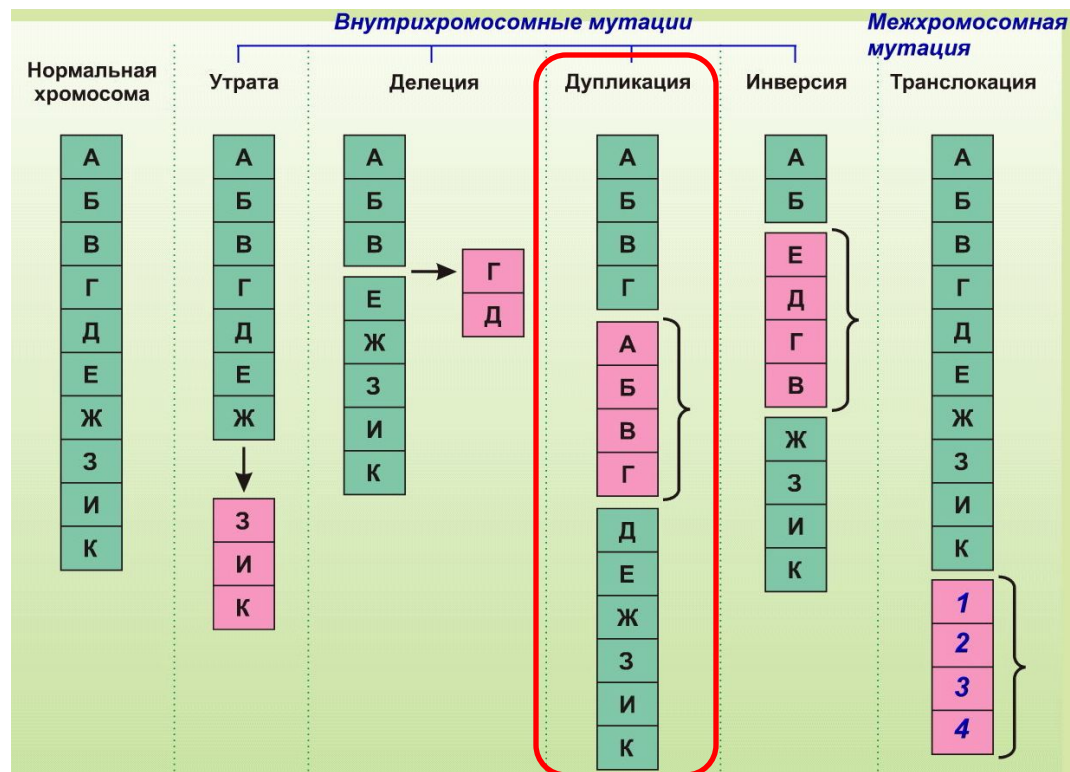 Внутрихромосомные мутации
Межхромосомная
мутация
Нормальная
хромосома
Утрата
Делеция
Дупликация
Инверсия
Транслокация
А
Б
В
Г
Д
Е
Ж
З
И
К
А
Б
В
Г
Д
Е
Ж
З
И
К
А
Б
В
Е
Ж
З
И
К
Г
Д
А
Б
В
Г
А
Б
В
Г
Д
Е
Ж
З
И
К
А
Б
Е
Д
Г
В
Ж
З
И
К
А
Б
В
Г
Д
Е
Ж
З
И
К
1
2
3
4